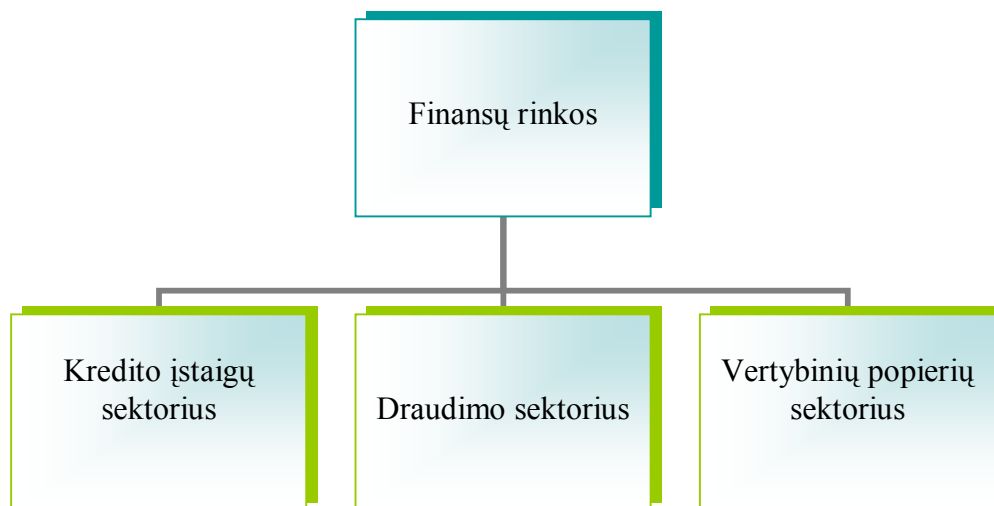 Finansų rinkos
Kredito įstaigų
sektorius
Draudimo sektorius
Vertybinių popierių
sektorius